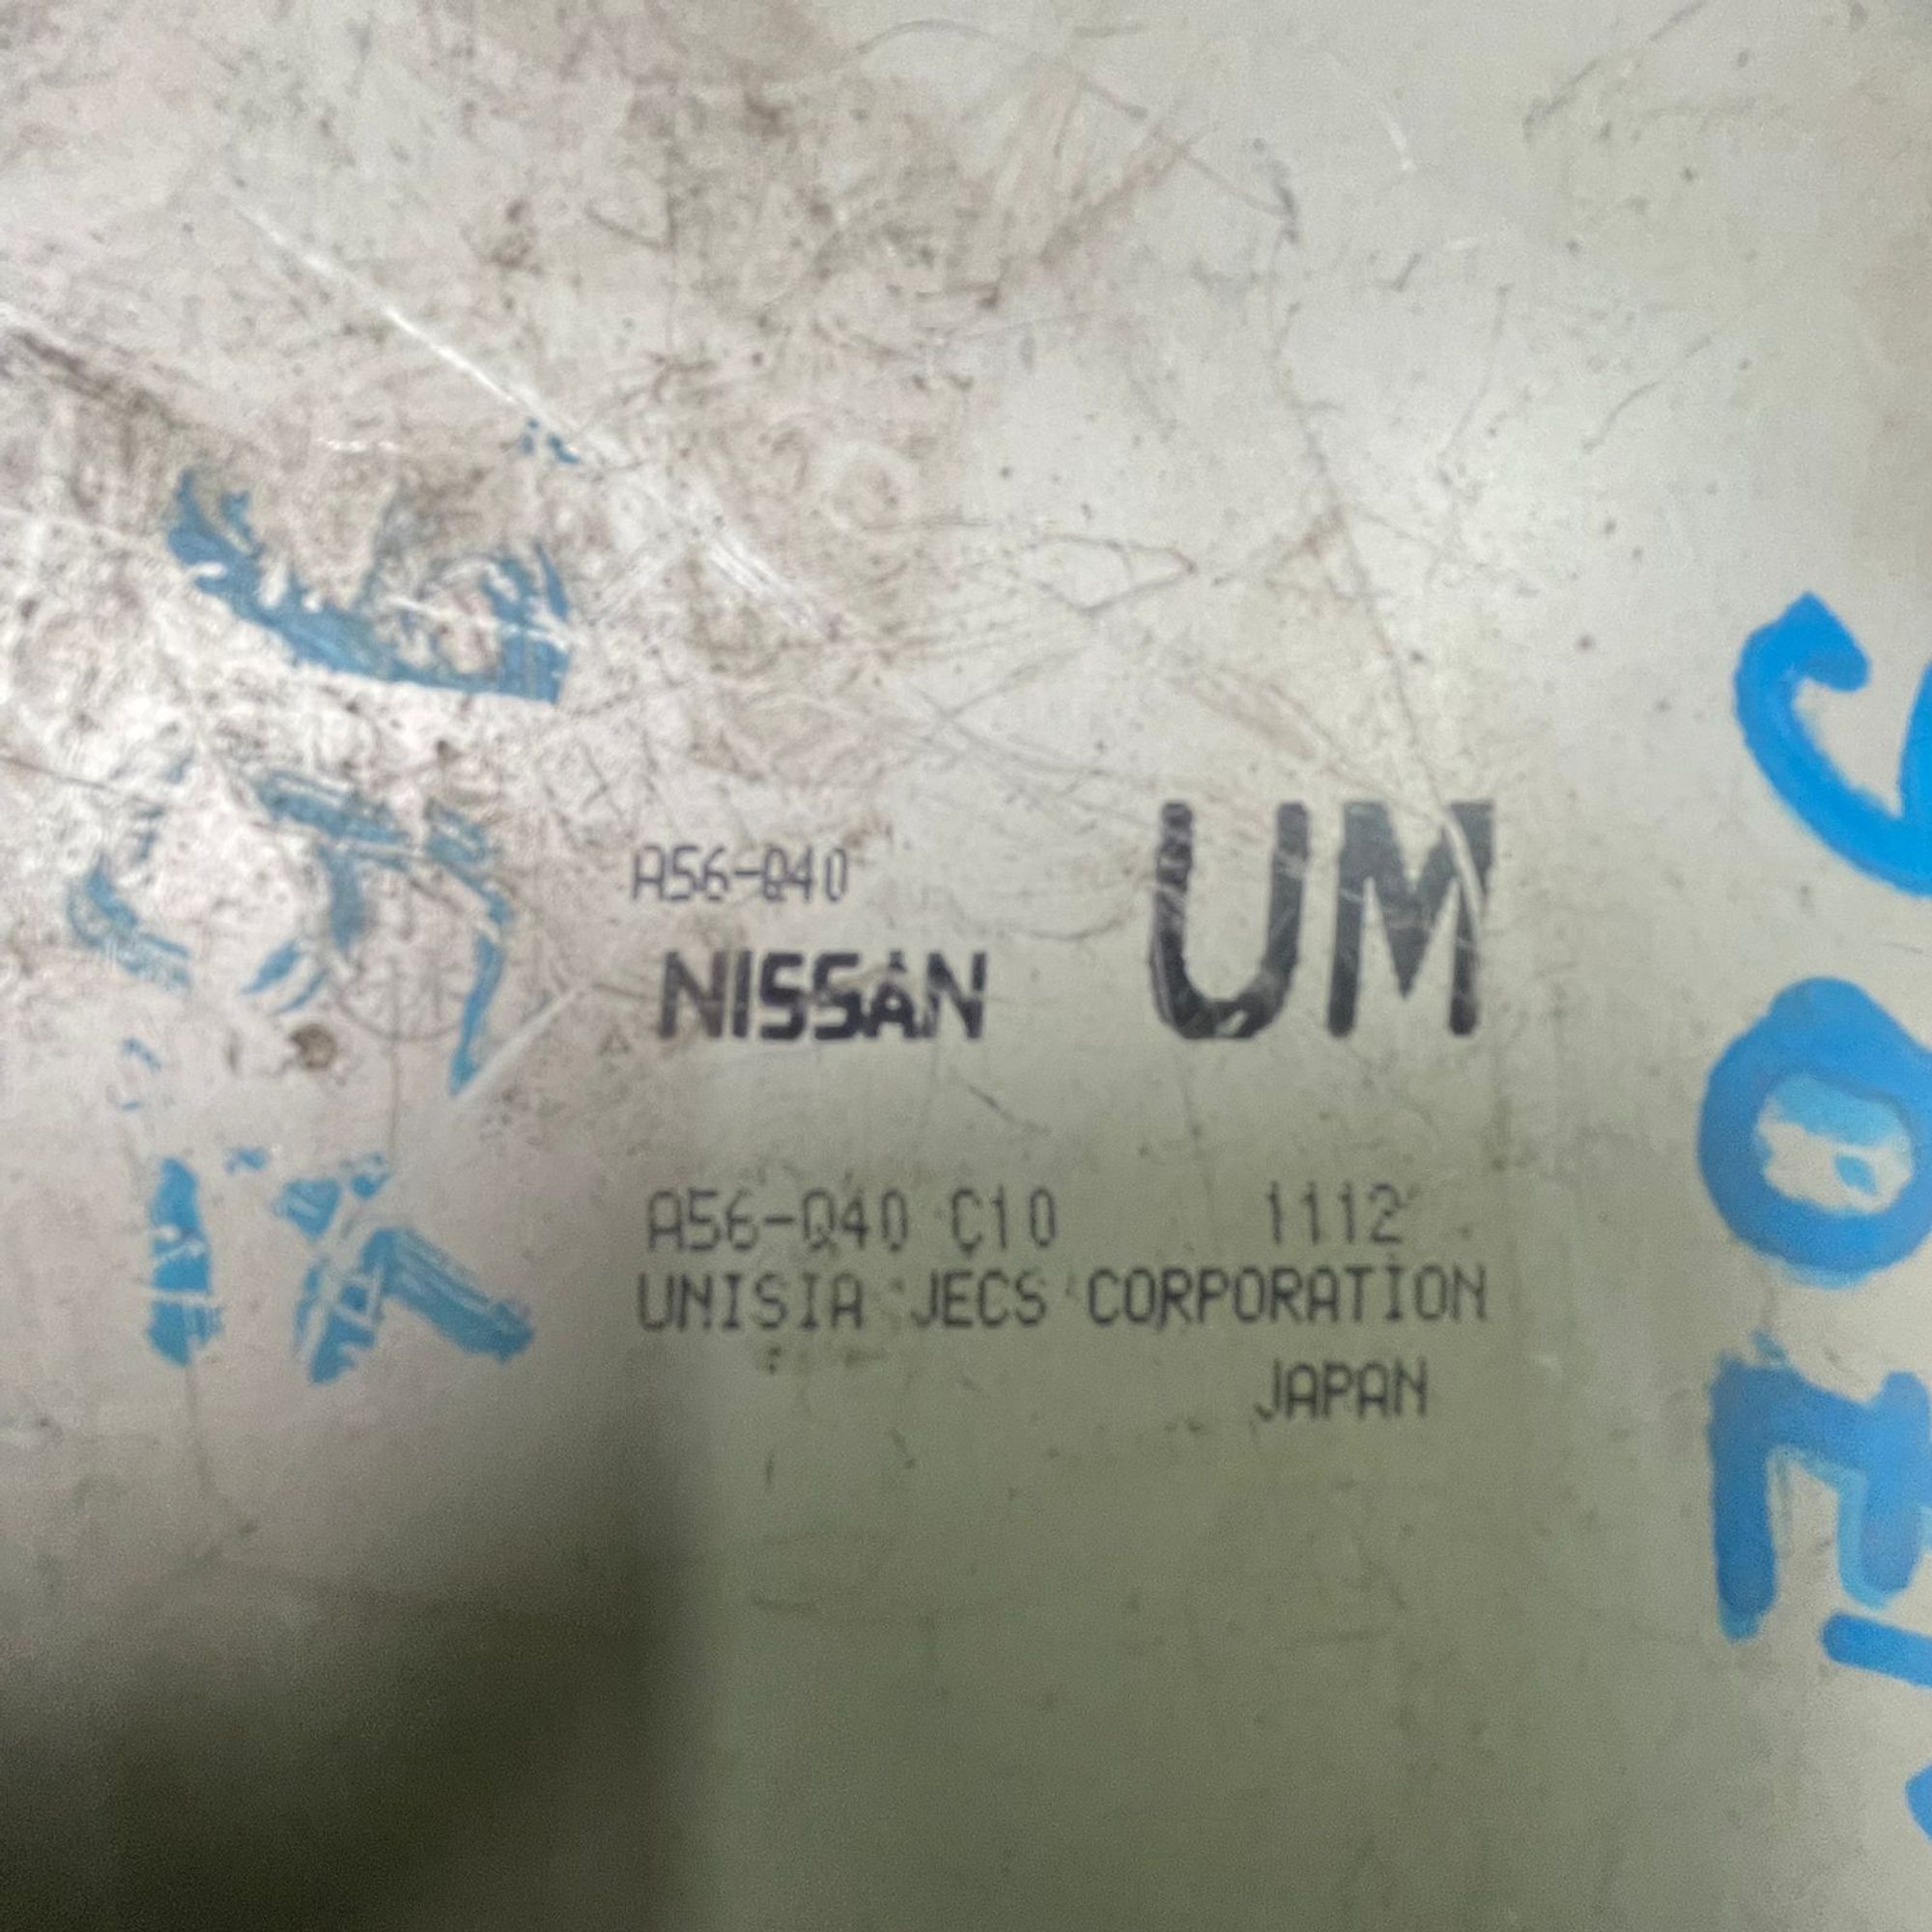 A56-Q40
NISSAN UM
A56-Q40 C10 1112
UNISIA JECS CORPORATION
JAPAN